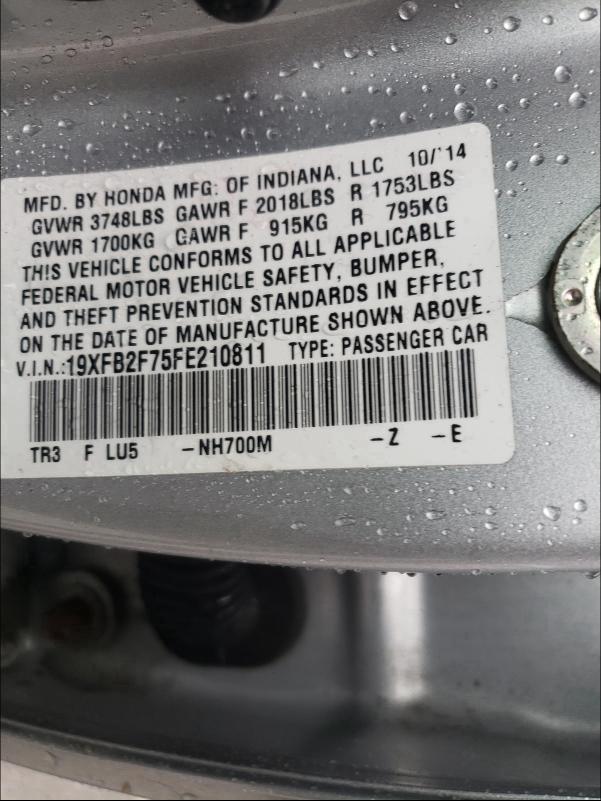 MFD. BY HONDA MFG: OF INDIANA, LLC 10/'14
GVWR 3748LBS GAWR F 2018LBS R 1753LBS
GVWR 1700KG GAWR F 915KG R 795KG
THIS VEHICLE CONFORMS TO ALL APPLICABLE
FEDERAL MOTOR VEHICLE SAFETY, BUMPER,
AND THEFT PREVENTION STANDARDS IN EFFECT
ON THE DATE OF MANUFACTURE SHOWN ABOVE.
V.I.N.:19XFB2F75FE210811 TYPE: PASSENGER CAR
TR3 F LU5 -NH700M -Z -E